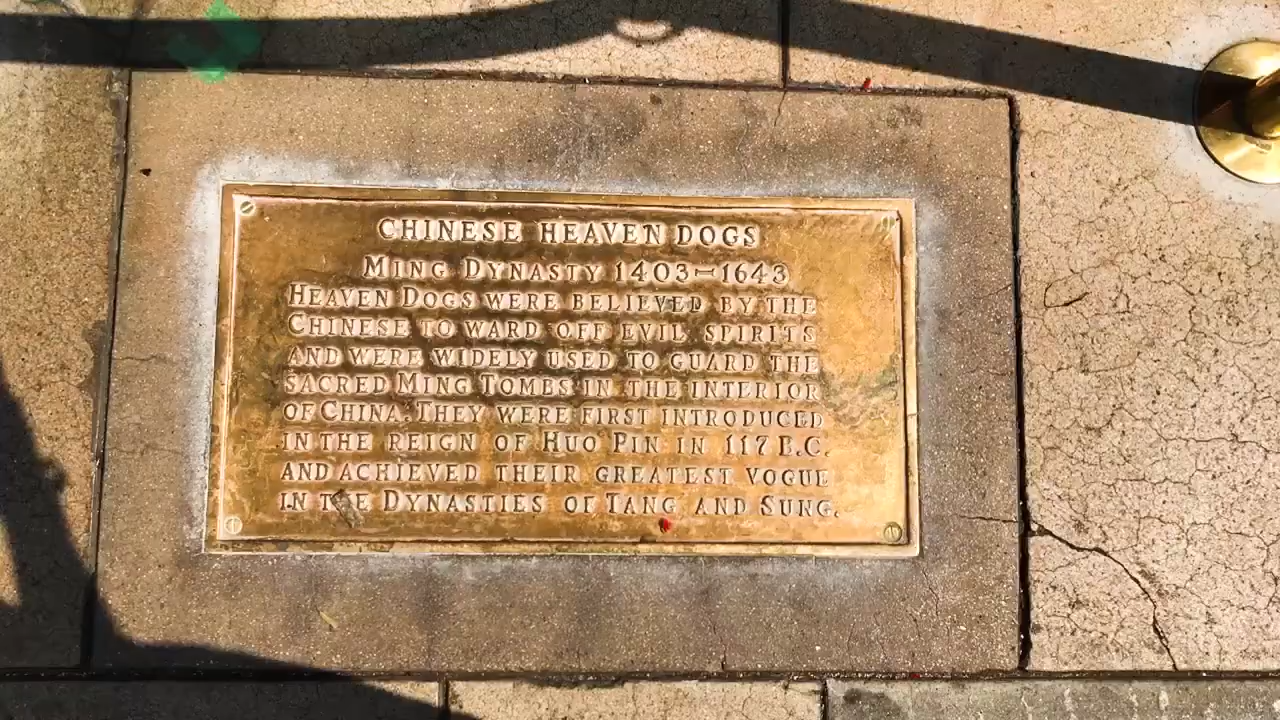 CHINESE HEAVEN DOGS
MING DYNASTY 1403-1643
HEAVEN DOGS WERE BELIEVED BY THE
CHINESE TO WARD OFF EVIL SPIRITS
AND WERE WIDELY USED TO GUARD THE
SACRED MING TOMBS IN THE INTERIOR
OF CHINA. THEY WERE FIRST INTRODUCED
IN THE REIGN OF HUO PIN IN 117 B.C.
AND ACHIEVED THEIR GREATEST VOGUE
IN THE DYNASTIES OF TANG AND SUNG.